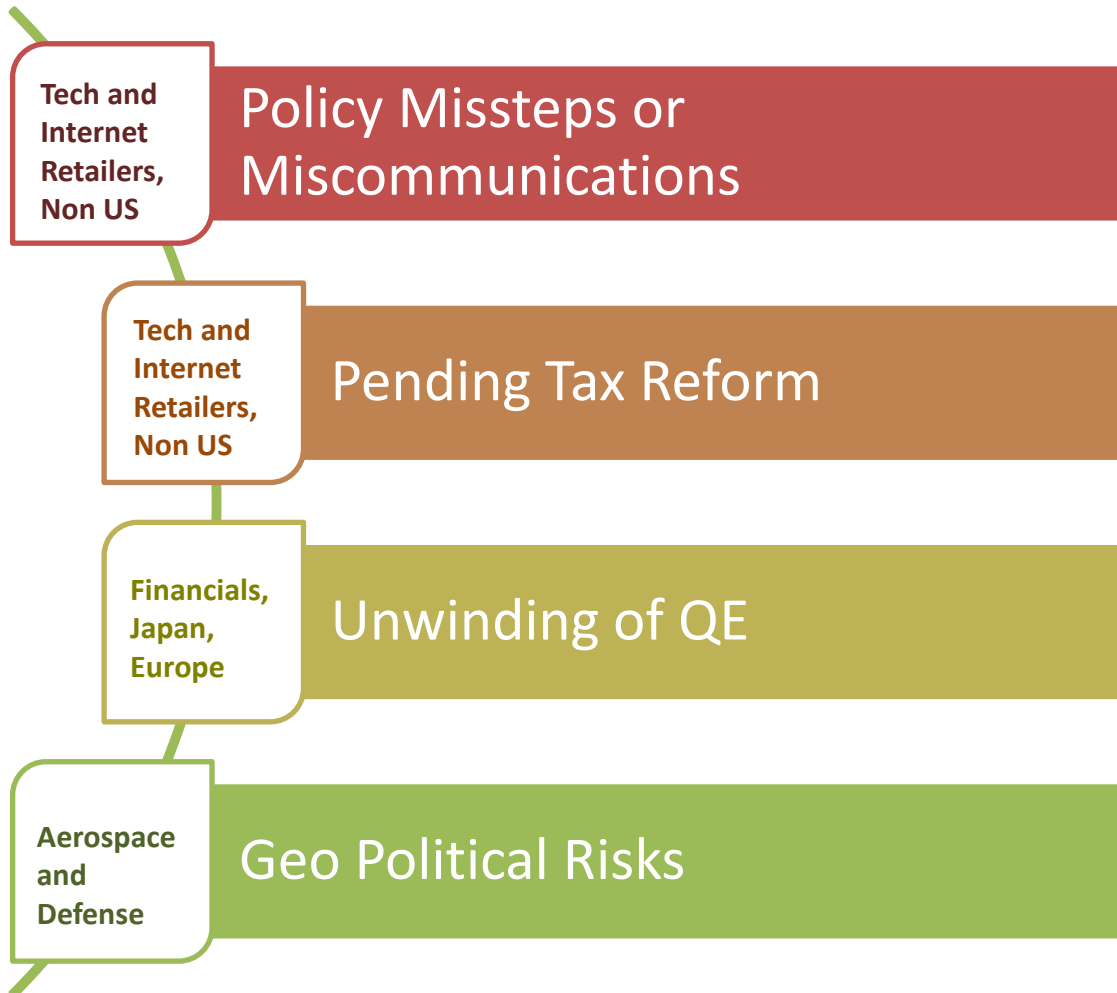 Tech and
Internet
Retailers,
Non US
Policy Missteps or
Miscommunications
Tech and
Internet
Retailers,
Non US
Pending Tax Reform
Financials,
Japan,
Europe
Unwinding of QE
Aerospace
and
Defense
Geo Political Risks